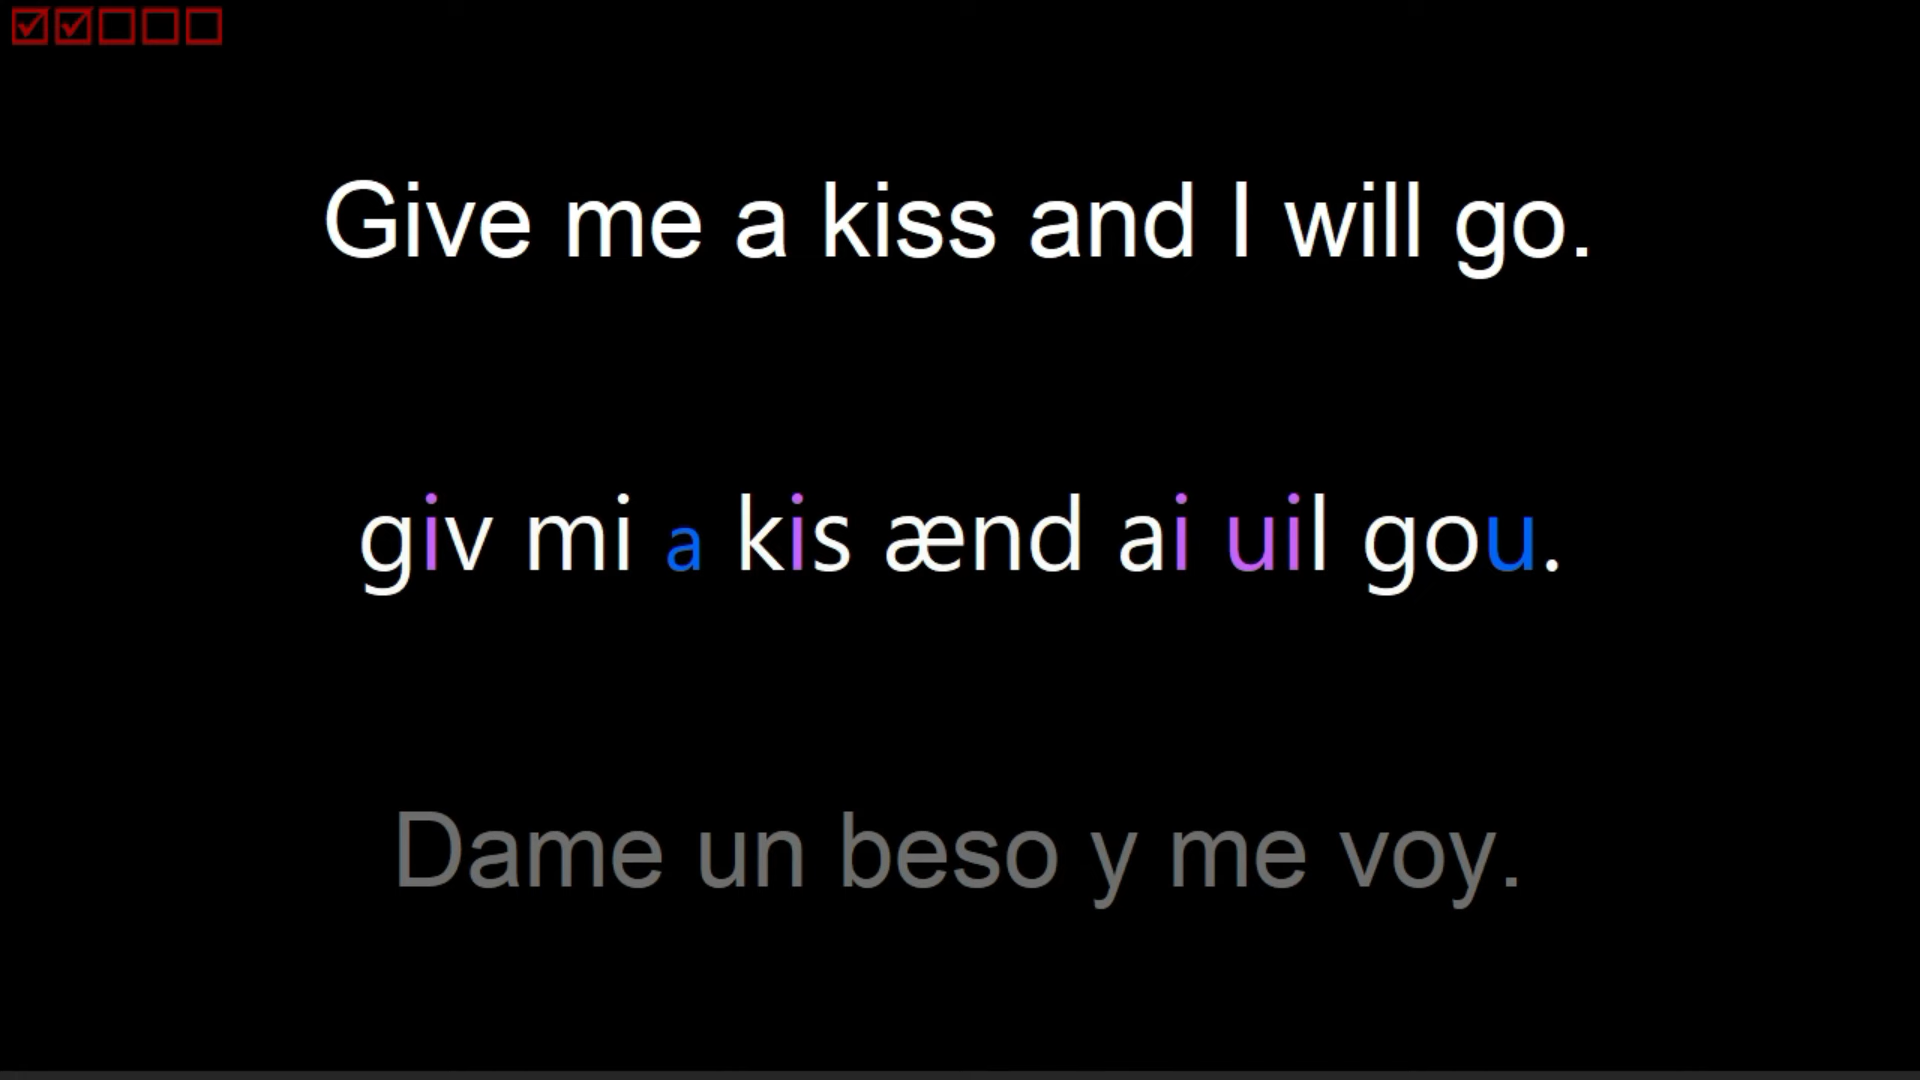 Give me a kiss and I will go.
giv mi a kis ænd ai uil gou.
Dame un beso y me voy.